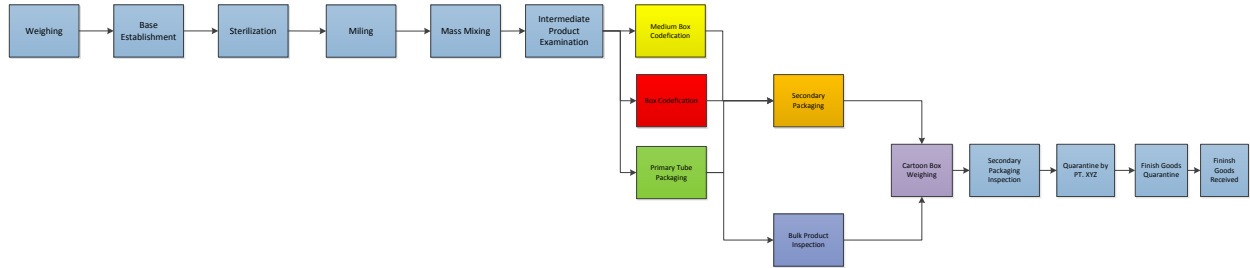 Weighing
Base
Establishment
Sterilization
Miling
Mass Mixing
Intermediate
Product
Examination
Medium Box
Codefication
Box Codefication
Primary Tube
Packaging
Secondary
Packaging
Bulk Product
Inspection
Cartoon Box
Weighing
Secondary
Packaging
Inspection
Quarantine by
PT. XYZ
Finish Goods
Quarantine
Fininsh
Goods
Received